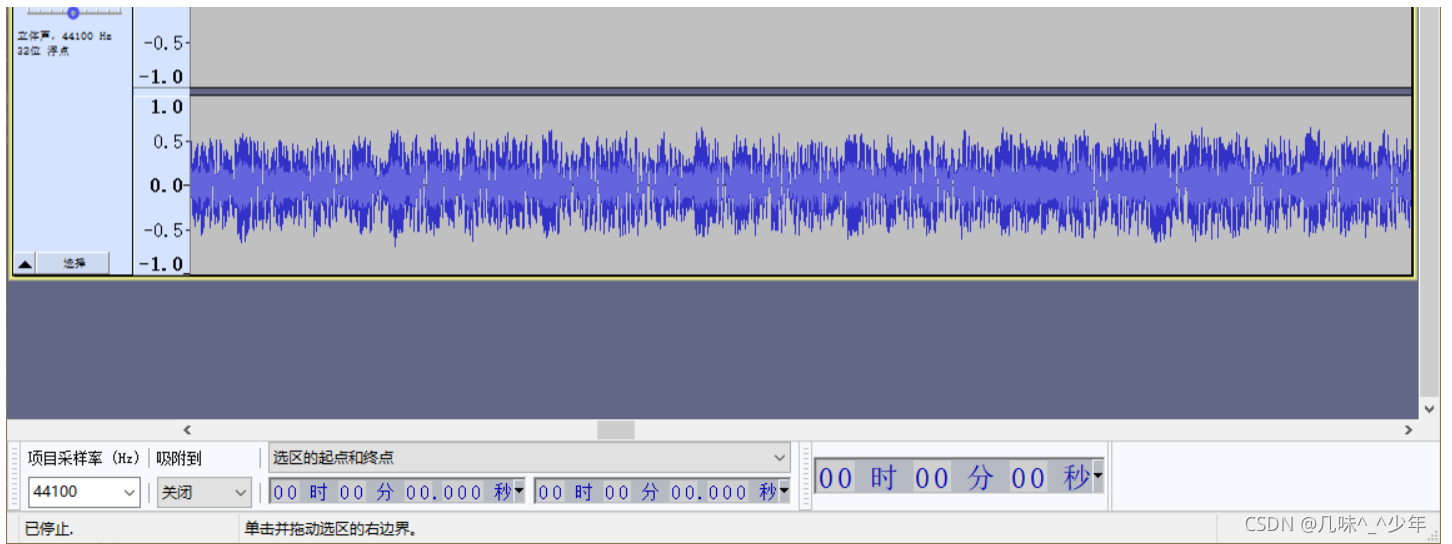 立体声, 44100 Hz
32位 浮点
-0.5
-1.0
1.0
0.5
0.0
-0.5
-1.0
选择
项目采样率 (Hz)
吸附到
选区的起点和终点
44100
关闭
00 时 00 分 00.000 秒
00 时 00 分 00.000 秒
00 时 00 分 00 秒
已停止.
单击并拖动选区的右边界。
CSDN @几味^_^少年